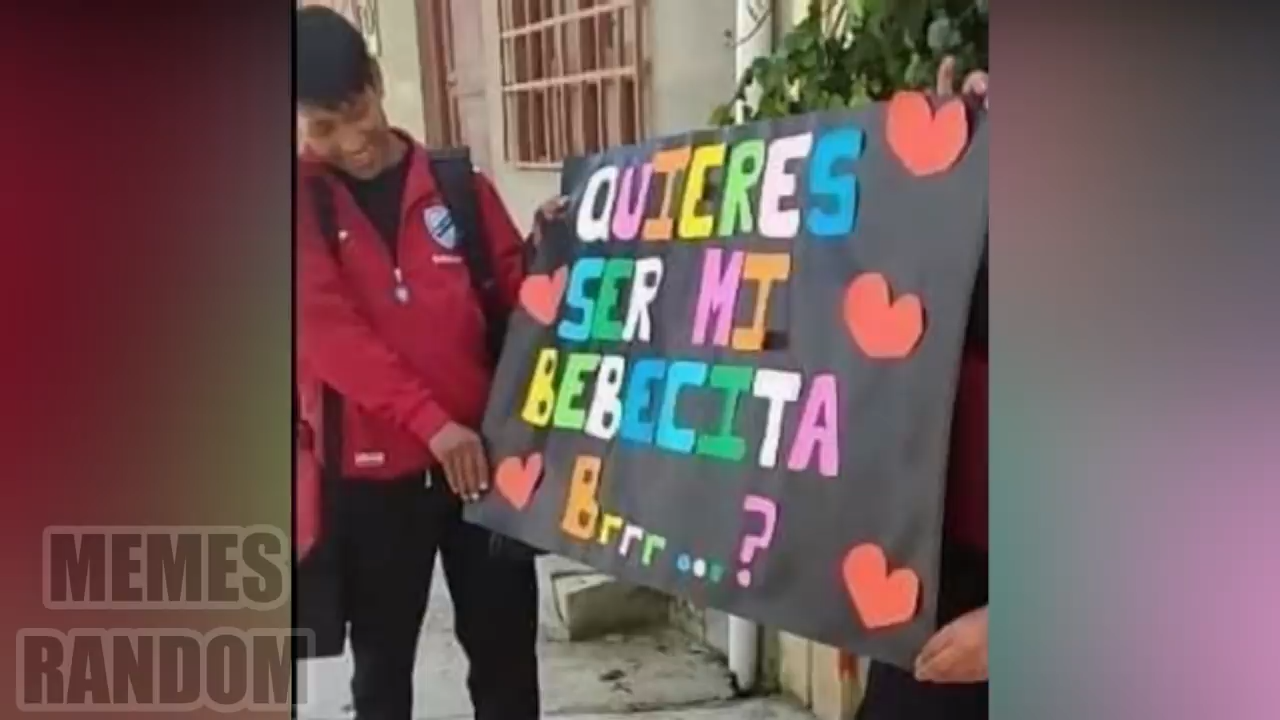 QUIERES
SER MI
BEBECITA
Brrr...?
MEMES
RANDOM